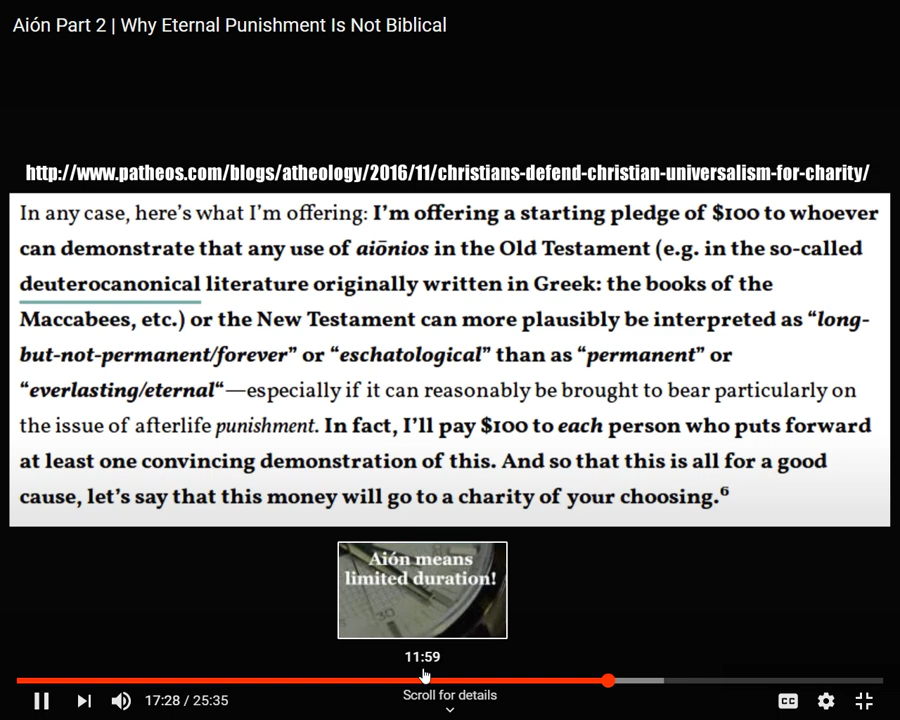 Aión Part 2 | Why Eternal Punishment Is Not Biblical
http://www.patheos.com/blogs/atheology/2016/11/christians-defend-christian-universalism-for-charity/
In any case, here’s what I’m offering: I’m offering a starting pledge of $100 to whoever
can demonstrate that any use of aiōnios in the Old Testament (e.g. in the so-called
deuterocanonical literature originally written in Greek: the books of the
Maccabees, etc.) or the New Testament can more plausibly be interpreted as “long-
but-not-permanent/forever” or “eschatological” than as “permanent” or
“everlasting/eternal“—especially if it can reasonably be brought to bear particularly on
the issue of afterlife punishment. In fact, I’ll pay $100 to each person who puts forward
at least one convincing demonstration of this. And so that this is all for a good
cause, let’s say that this money will go to a charity of your choosing.⁶
Aión means
limited duration!
30
11:59
17:28 / 25:35
Scroll for details
CC